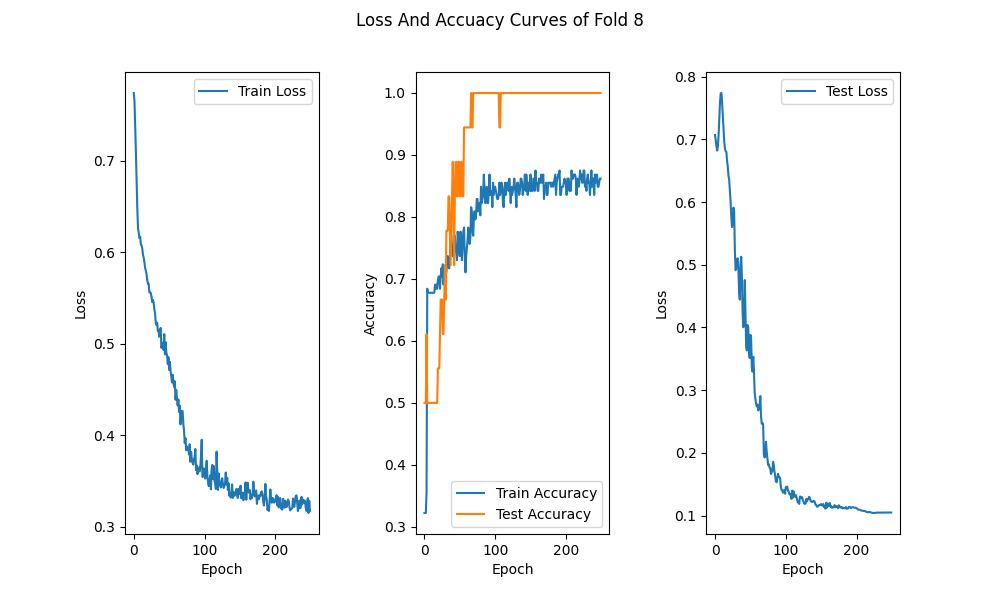 Loss And Accuacy Curves of Fold 8
Train Loss
0.7
0.6
0.5
0.4
0.3
Loss
0
100
200
Epoch
1.0
0.9
0.8
0.7
0.6
0.5
0.4
0.3
Accuracy
Train Accuracy
Test Accuracy
0
100
200
Epoch
Test Loss
0.8
0.7
0.6
0.5
0.4
0.3
0.2
0.1
Loss
0
100
200
Epoch